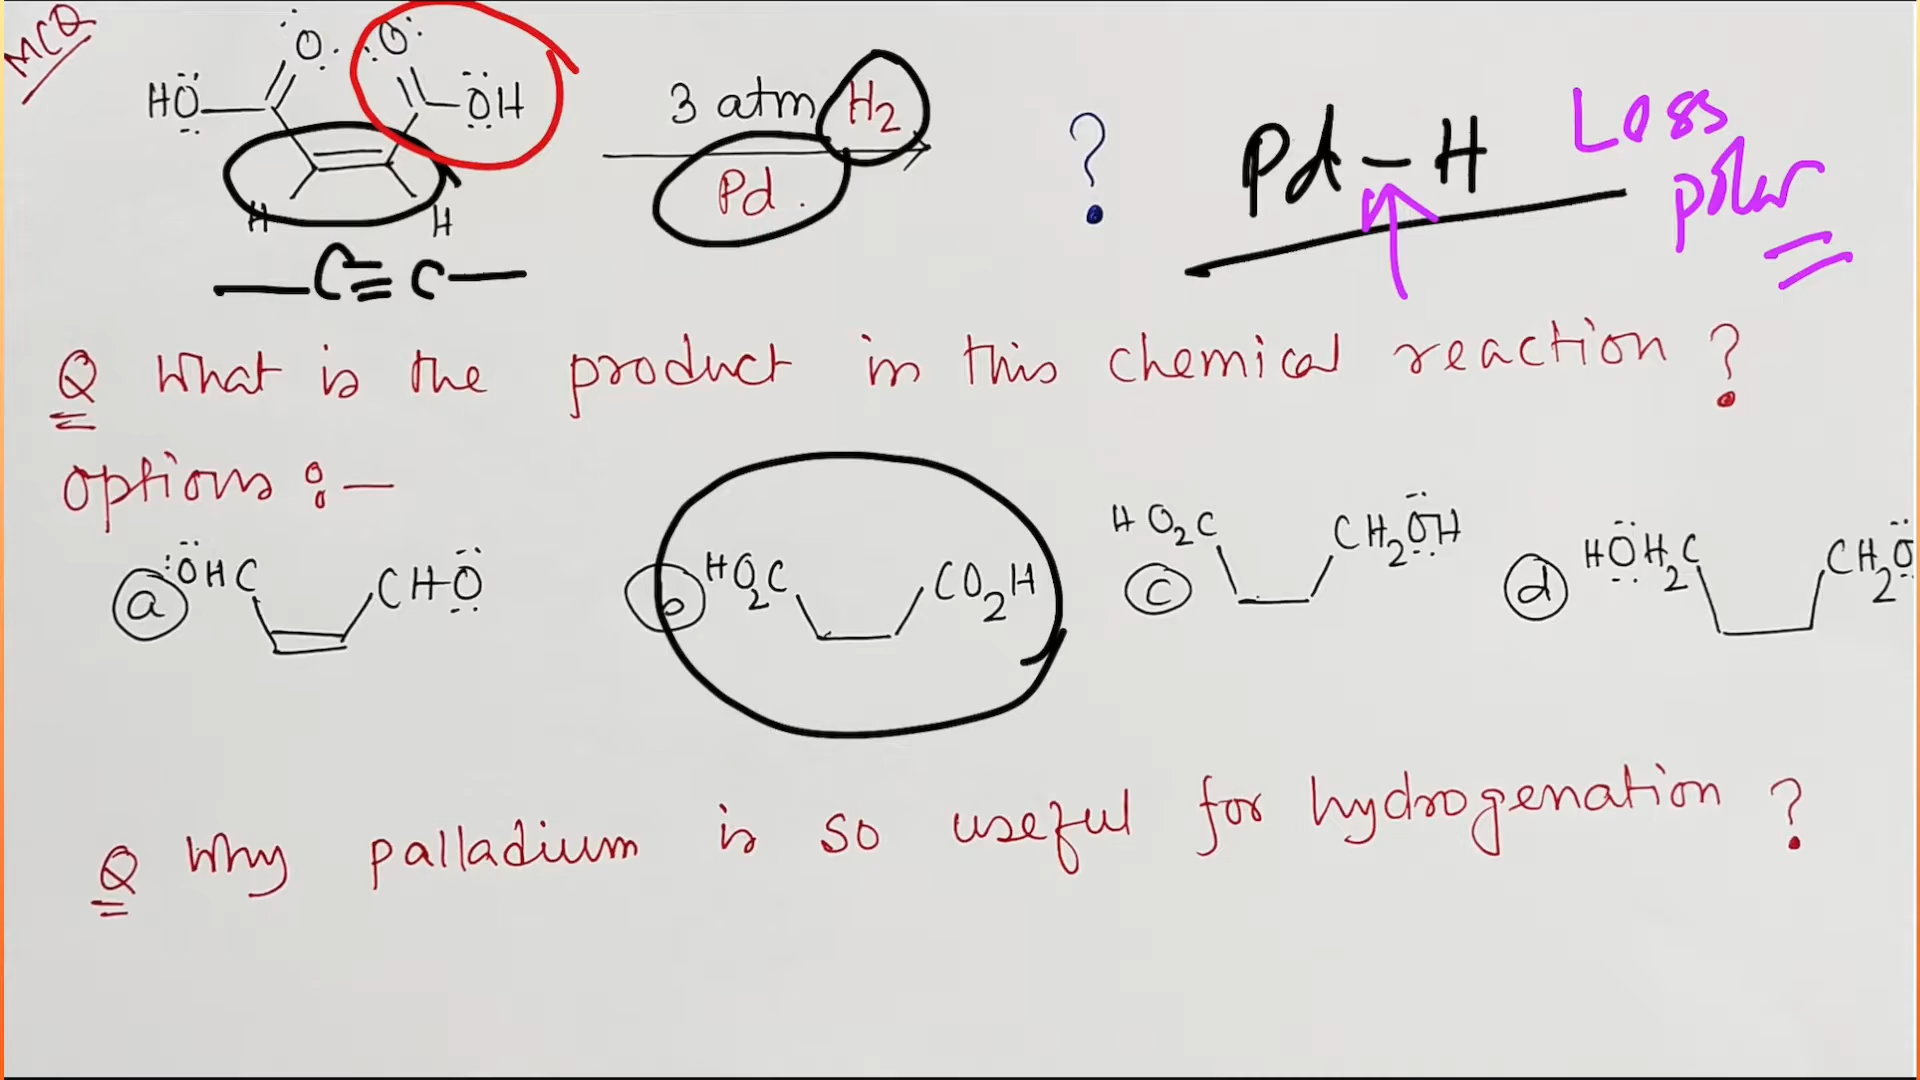 MCQ
HO O O OH
H H
3 atm H2
Pd.
?
Pd-H Less polar
—C≡C—
Q What is the product in this chemical reaction?
options:—
a OHC CHO
b HO2C CO2H
c HO2C CH2OH
d HOH2C CH2O
Q Why palladium is so useful for hydrogenation?